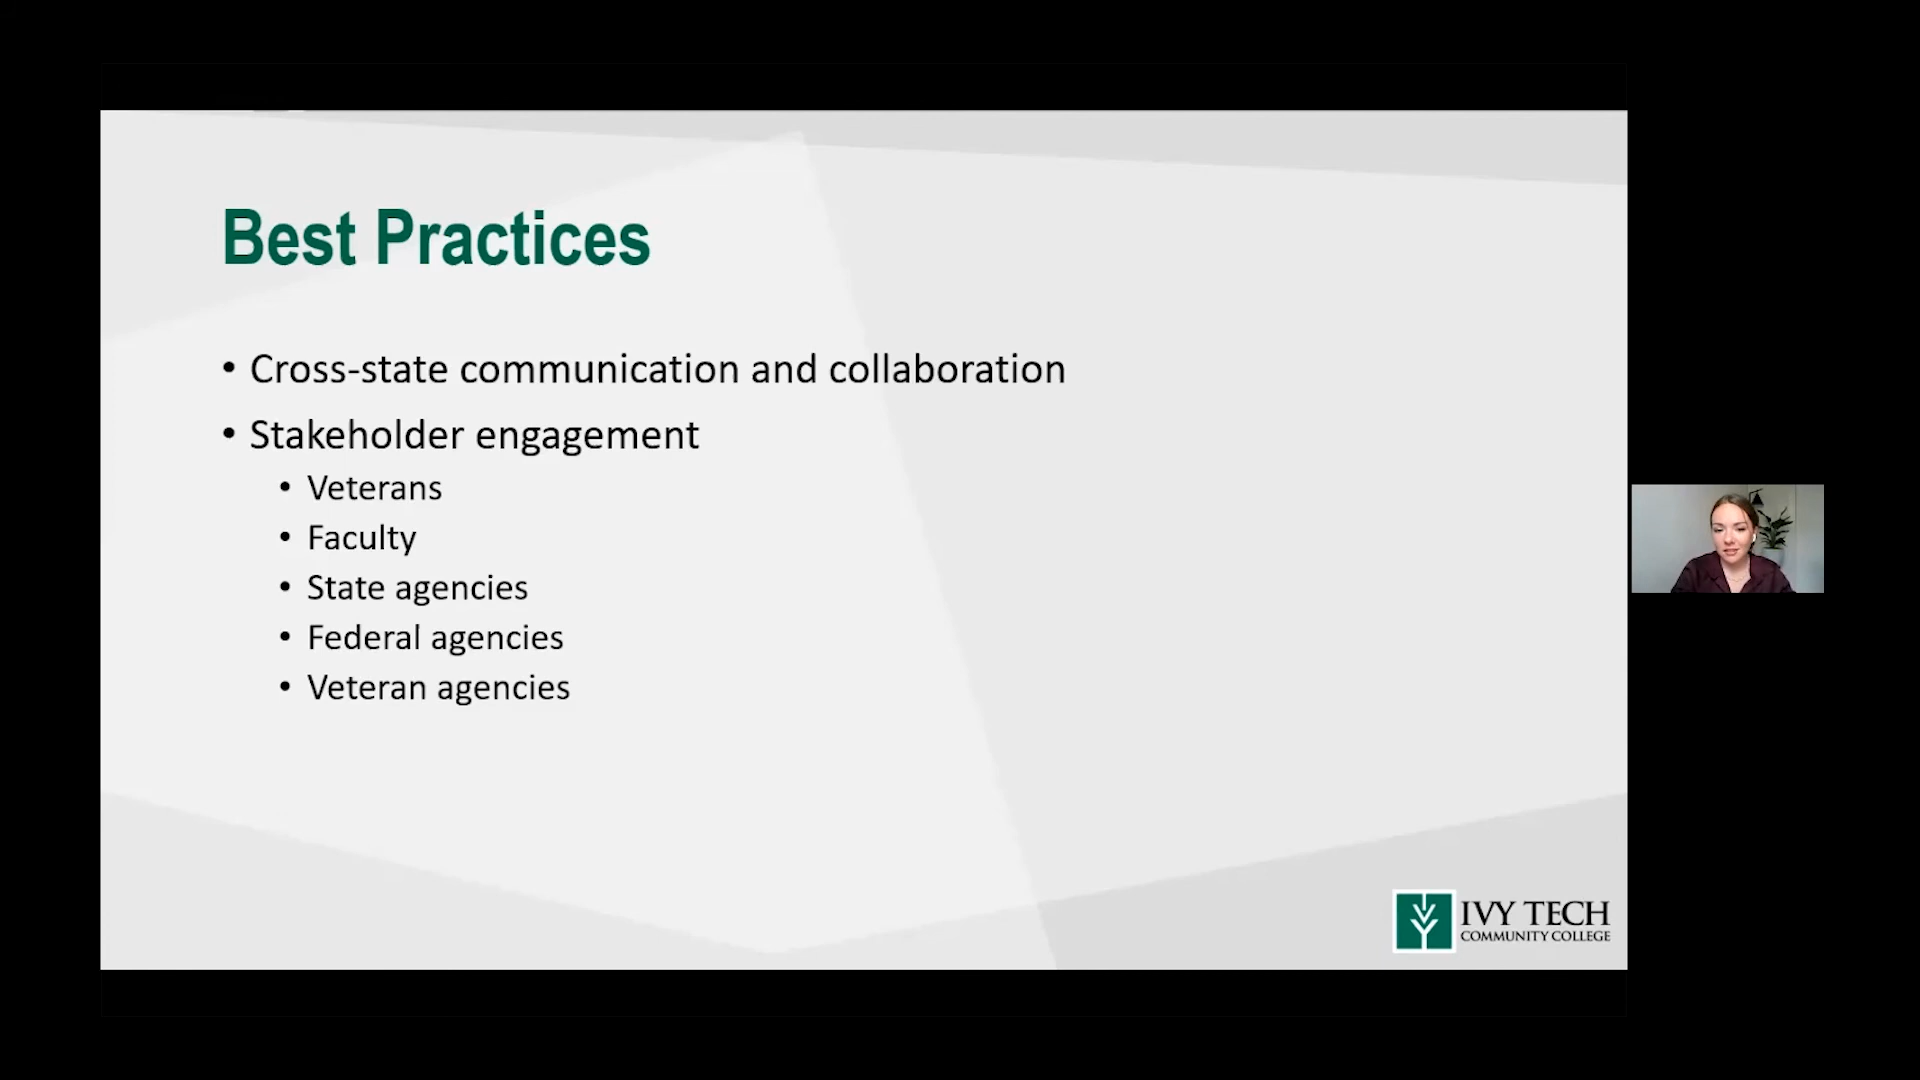 Best Practices
• Cross-state communication and collaboration
• Stakeholder engagement
• Veterans
• Faculty
• State agencies
• Federal agencies
• Veteran agencies
IVY TECH
COMMUNITY COLLEGE